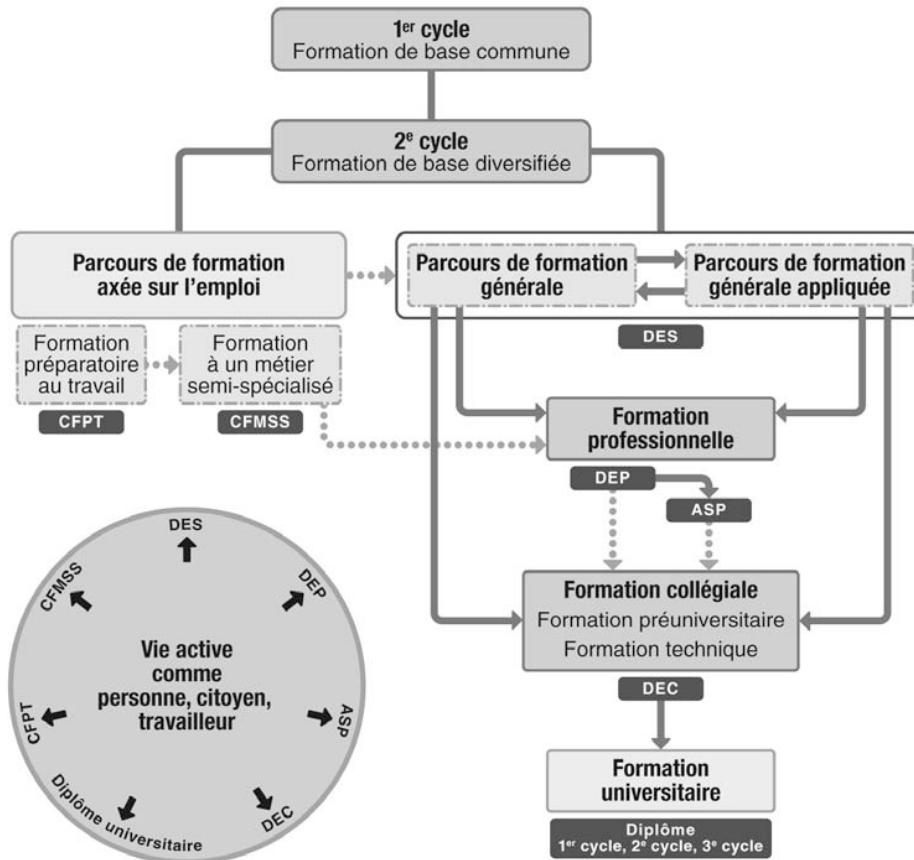 1er cycle
Formation de base commune
2e cycle
Formation de base diversifiée
Parcours de formation
axée sur l’emploi
Parcours de formation
générale
Parcours de formation
générale appliquée
DES
Formation
préparatoire
au travail
CFPT
Formation
à un métier
semi-spécialisé
CFMSS
Formation
professionnelle
DEP
ASP
Formation collégiale
Formation préuniversitaire
Formation technique
DEC
Formation
universitaire
Diplôme
1er cycle, 2e cycle, 3e cycle
Vie active
comme
personne, citoyen,
travailleur
DES
DEP
ASP
DEC
Diplôme universitaire
CFPT
CFMSS